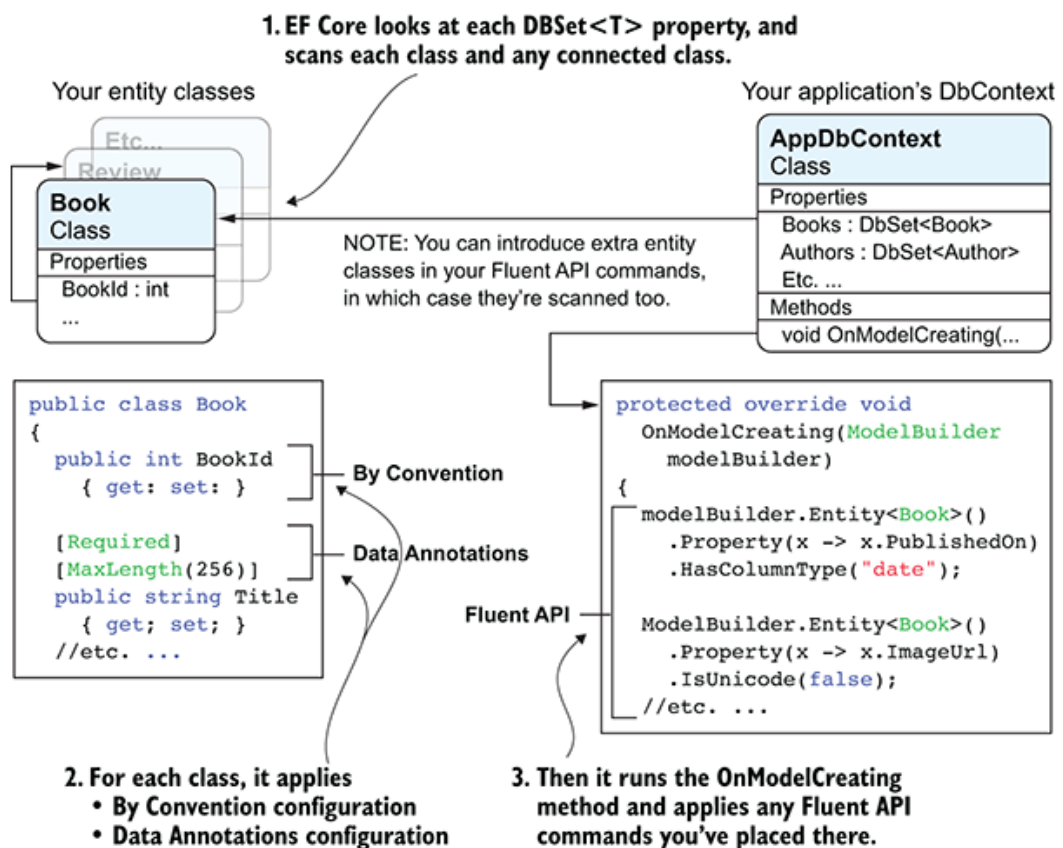 1. EF Core looks at each DBSet<T> property, and
scans each class and any connected class.
Your entity classes
Your application's DbContext
Etc...
Review
Book
Class
Properties
BookId : int
...
AppDbContext
Class
Properties
Books : DbSet<Book>
Authors : DbSet<Author>
Etc. ...
Methods
void OnModelCreating(...
NOTE: You can introduce extra entity
classes in your Fluent API commands,
in which case they're scanned too.
public class Book
{
public int BookId
{ get: set: }
[Required]
[MaxLength(256)]
public string Title
{ get; set; }
//etc. ...
By Convention
Data Annotations
Fluent API
protected override void
OnModelCreating(ModelBuilder
modelBuilder)
{
modelBuilder.Entity<Book>()
.Property(x -> x.PublishedOn)
.HasColumnType("date");
ModelBuilder.Entity<Book>()
.Property(x -> x.ImageUrl)
.IsUnicode(false);
//etc. ...
2. For each class, it applies
• By Convention configuration
• Data Annotations configuration
3. Then it runs the OnModelCreating
method and applies any Fluent API
commands you've placed there.